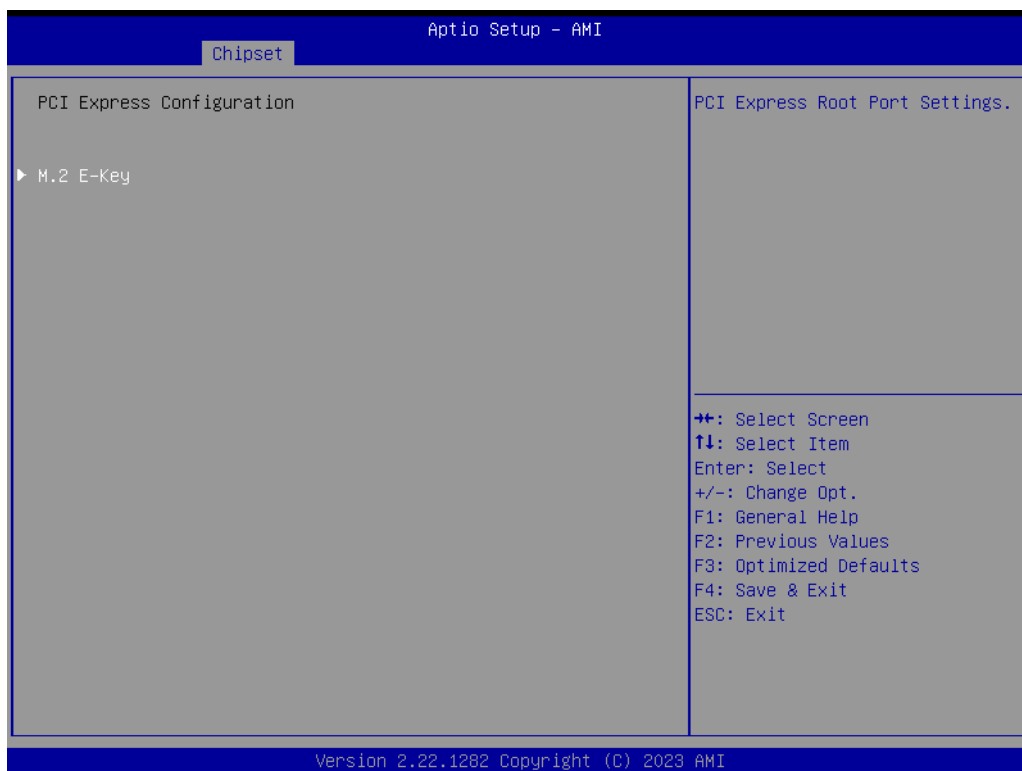 Aptio Setup – AMI
Chipset
PCI Express Configuration
▶ M.2 E-Key
PCI Express Root Port Settings.
→←: Select Screen
↑↓: Select Item
Enter: Select
+/-: Change Opt.
F1: General Help
F2: Previous Values
F3: Optimized Defaults
F4: Save & Exit
ESC: Exit
Version 2.22.1282 Copyright (C) 2023 AMI